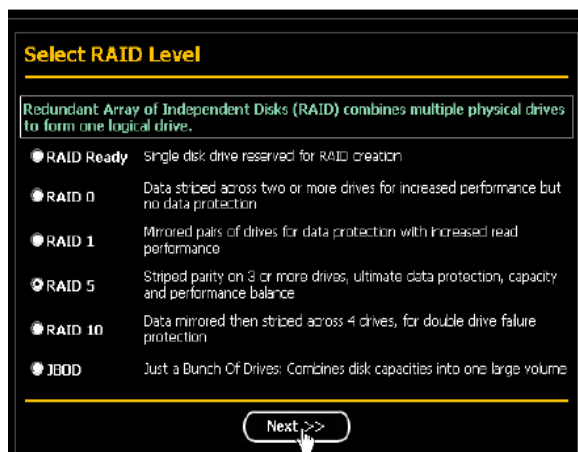 Select RAID Level
Redundant Array of Independent Disks (RAID) combines multiple physical drives
to form one logical drive.
RAID Ready Single disk drive reserved for RAID creation
RAID 0 Data striped across two or more drives for increased performance but
no data protection
RAID 1 Mirrored pairs of drives for data protection with increased read
performance
RAID 5 Striped parity on 3 or more drives, ultimate data protection, capacity
and performance balance
RAID 10 Data mirrored then striped across 4 drives, for double drive failure
protection
JBOD Just a Bunch Of Drives: Combines disk capacities into one large volume
Next >>